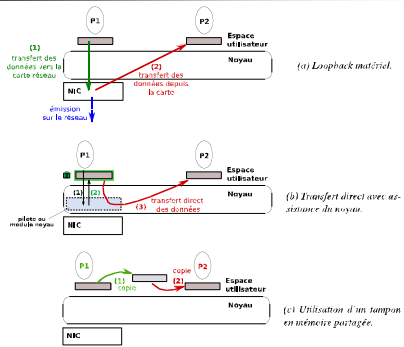 P1
P2
Espace
utilisateur
(1)
transfert des
données vers la
carte réseau
(2)
transfert des
données depuis
la carte
Noyau
NIC
émission
sur le réseau
(a) Loopback matériel.
P1
P2
Espace
utilisateur
(1)
(2)
Noyau
(3)
transfert direct
des données
pilote ou
module noyau
NIC
(b) Transfert direct avec as-
sistance du noyau.
P1
copie
P2
(1)
copie
(2)
Espace
utilisateur
Noyau
NIC
(c) Utilisation d'un tampon
en mémoire partagée.